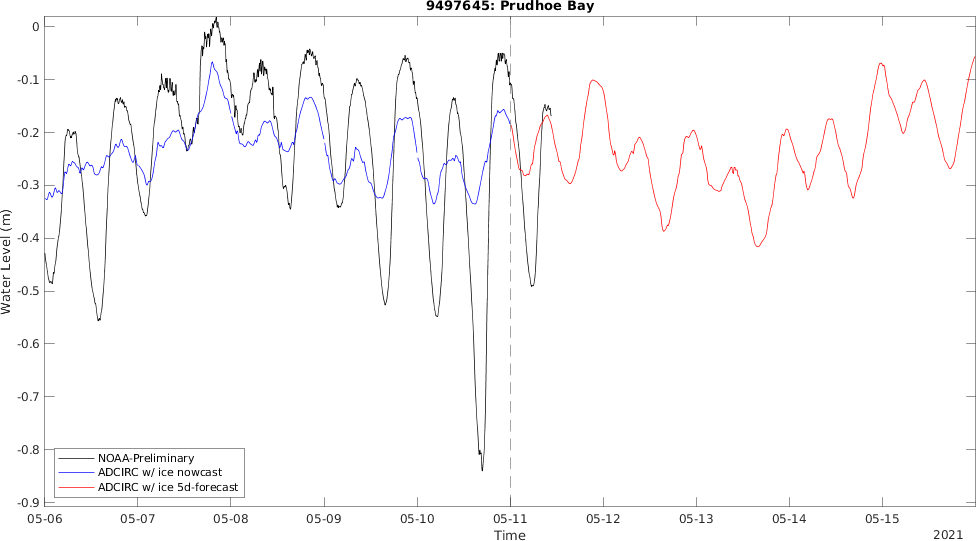 9497645: Prudhoe Bay
0
-0.1
-0.2
-0.3
-0.4
-0.5
-0.6
-0.7
-0.8
-0.9
Water Level (m)
NOAA-Preliminary
ADCIRC w/ ice nowcast
ADCIRC w/ ice 5d-forecast
05-06 05-07 05-08 05-09 05-10 05-11 05-12 05-13 05-14 05-15
Time
2021